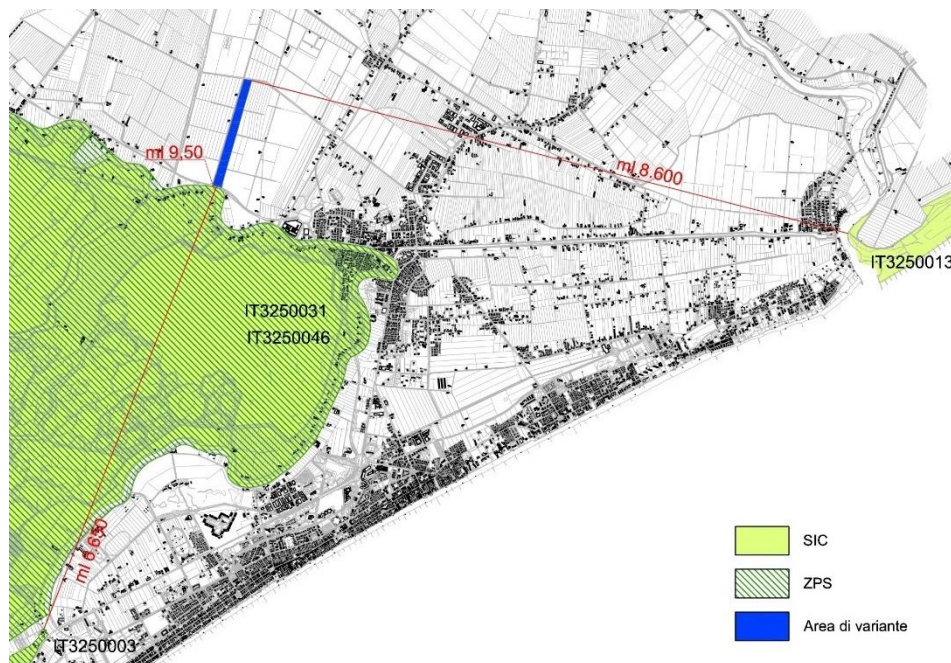 ml 9,50
ml 8.600
IT3250013
IT3250031
IT3250046
ml 6.650
IT3250003
SIC
ZPS
Area di variante